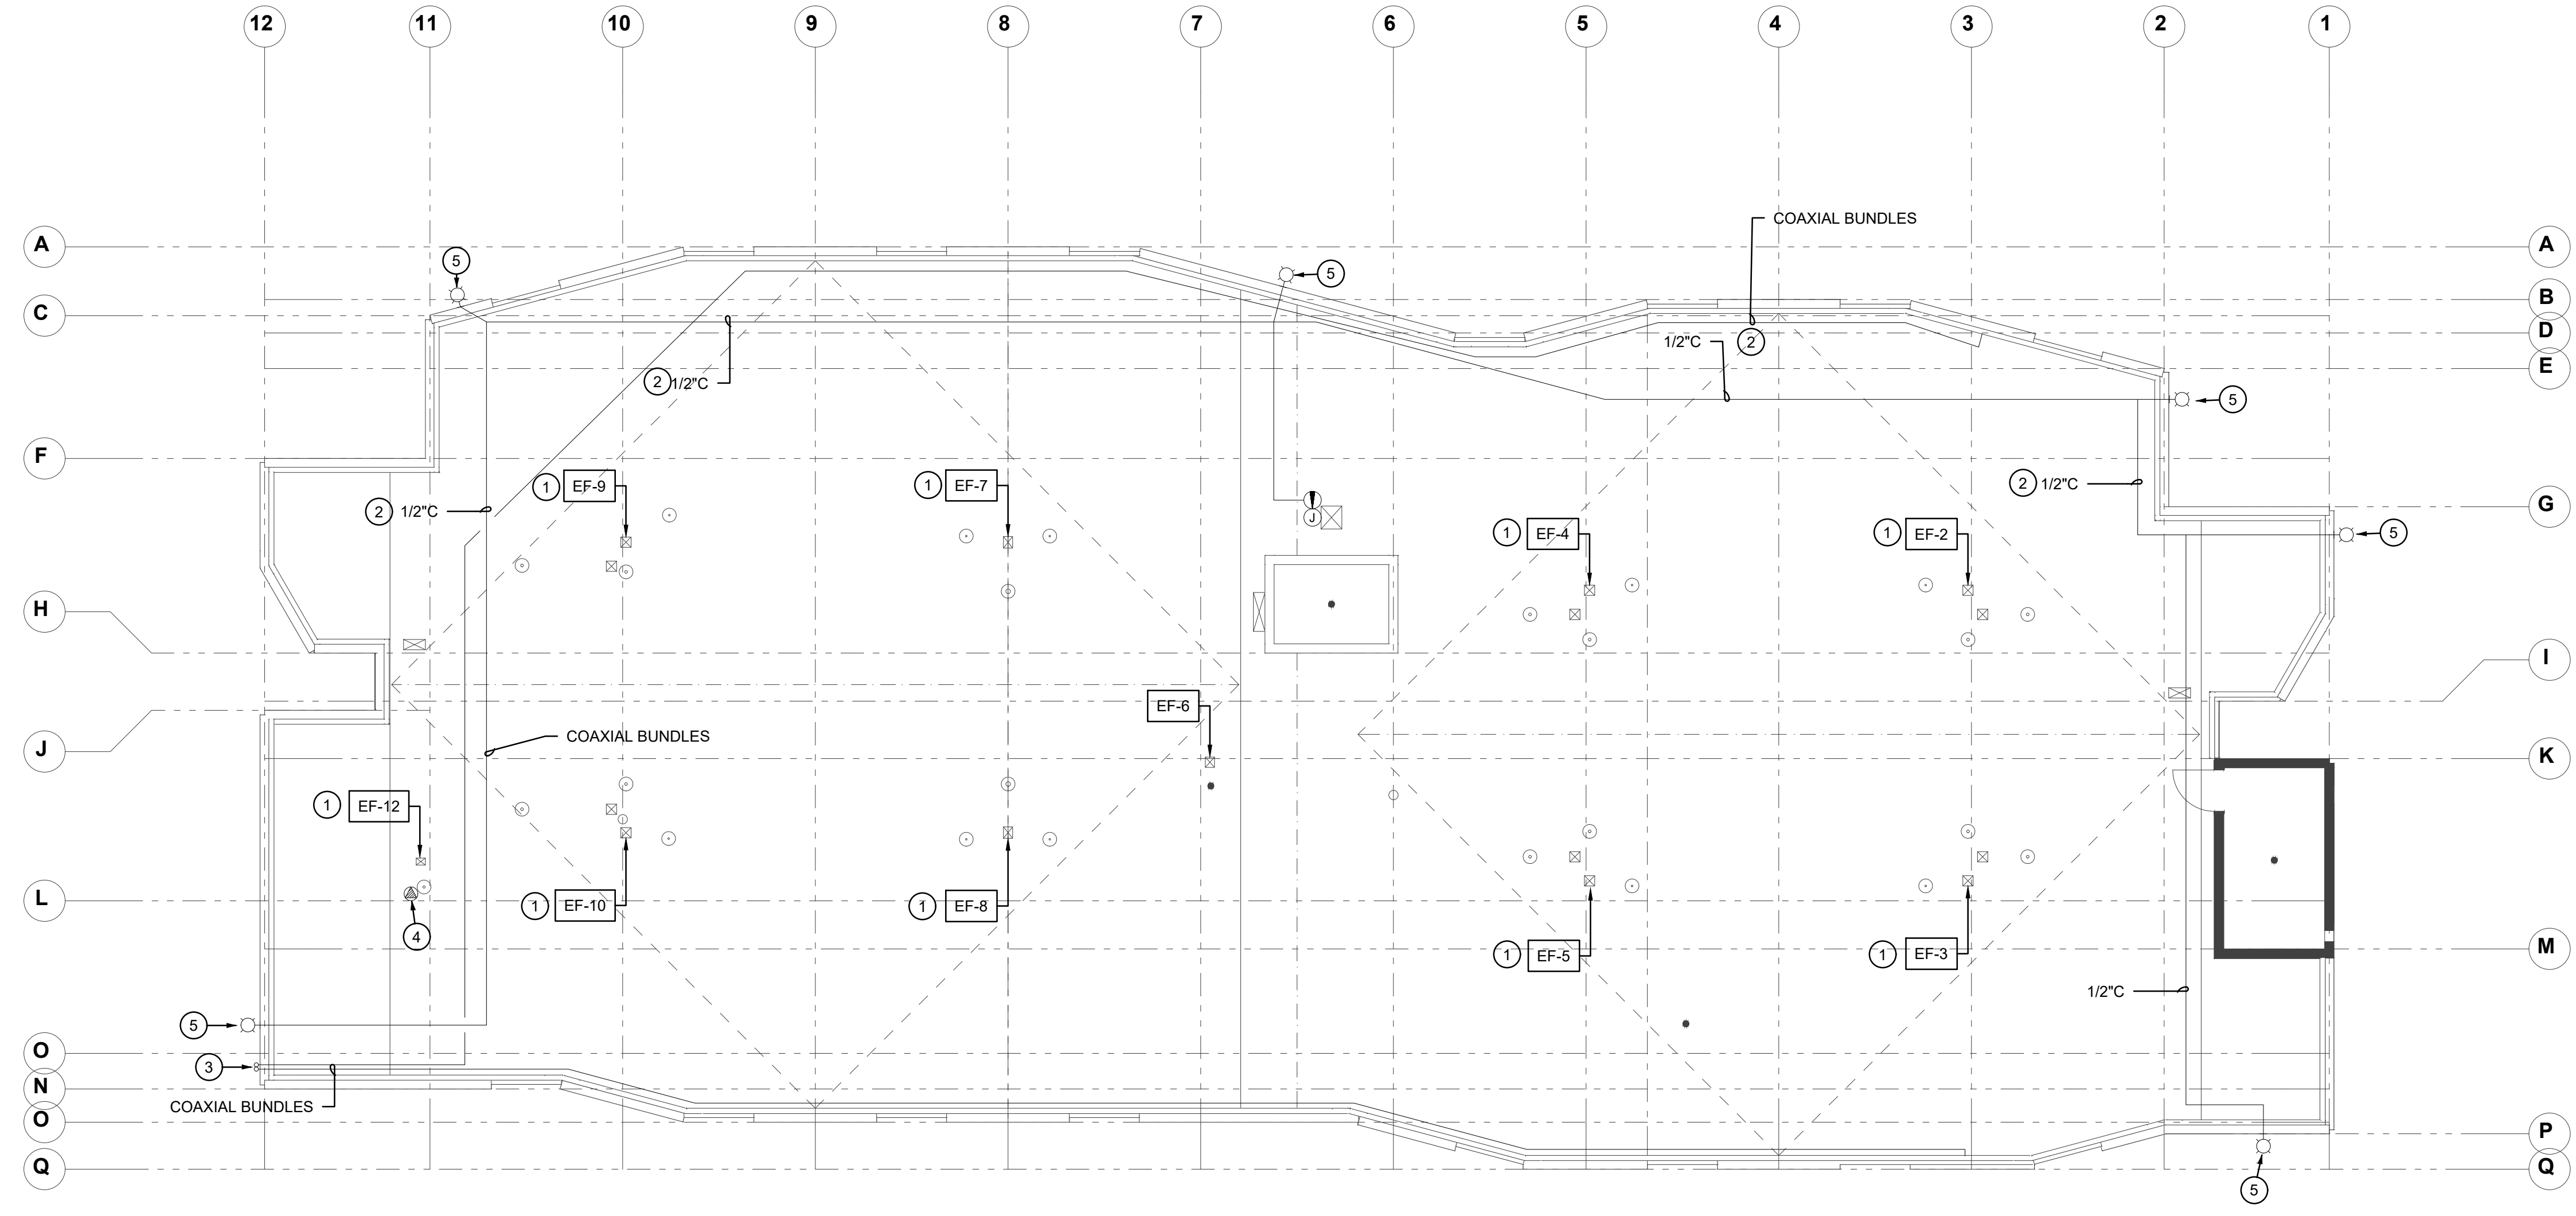 12 11 10 9 8 7 6 5 4 3 2 1
COAXIAL BUNDLES
A A
5 5
B
C
D
1/2"C 2
E
2 1/2"C
5
F
1 EF-9 1 EF-7
2 1/2"C
G
2 1/2"C
J
1 EF-4 1 EF-2 5
H
I
EF-6
COAXIAL BUNDLES
J
K
1 EF-12
L
1 EF-10 1 EF-8
4
M
1 EF-5 1 EF-3
1/2"C
5
O
3
N
COAXIAL BUNDLES
O
P
Q Q
5